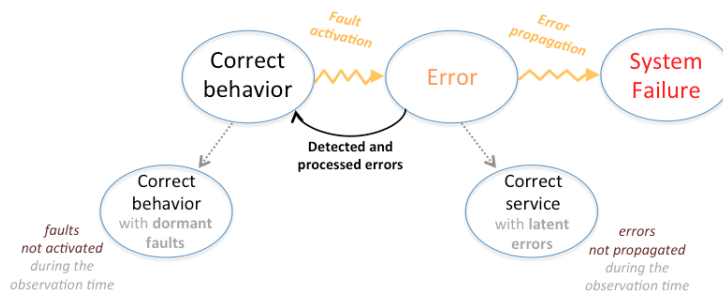 Fault
activation
Error
propagation
Correct
behavior
Error
System
Failure
Detected and
processed errors
Correct
behavior
with dormant
faults
Correct
service
with latent
errors
faults
not activated
during the
observation time
errors
not propagated
during the
observation time